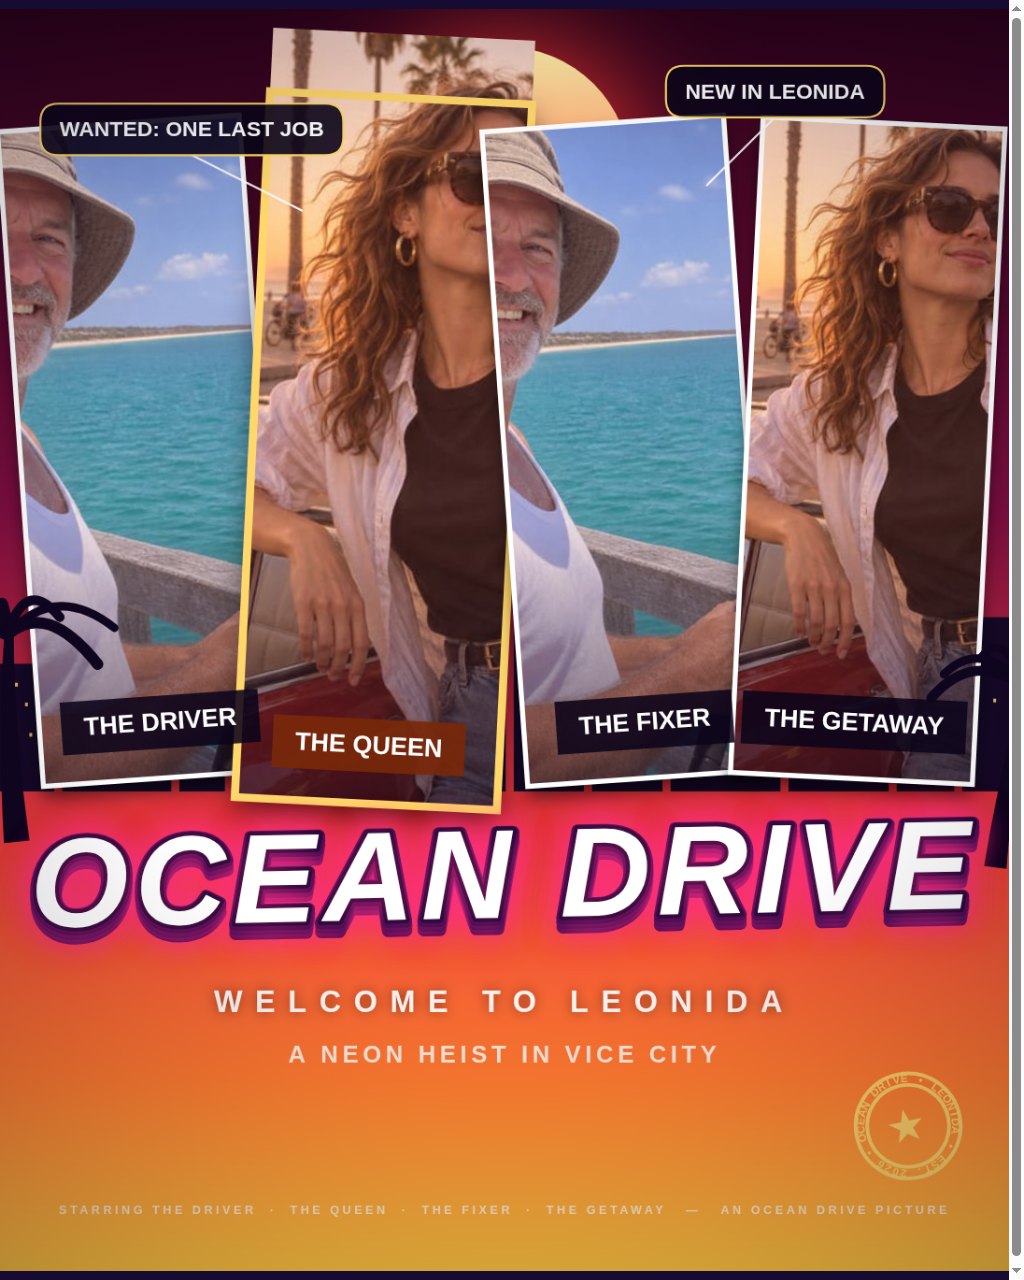 NEW IN LEONIDA
WANTED: ONE LAST JOB
THE DRIVER
THE QUEEN
THE FIXER
THE GETAWAY
OCEAN DRIVE
WELCOME TO LEONIDA
A NEON HEIST IN VICE CITY
OCEAN DRIVE • LEONIDA • EST. 2026 •
STARRING THE DRIVER · THE QUEEN · THE FIXER · THE GETAWAY — AN OCEAN DRIVE PICTURE